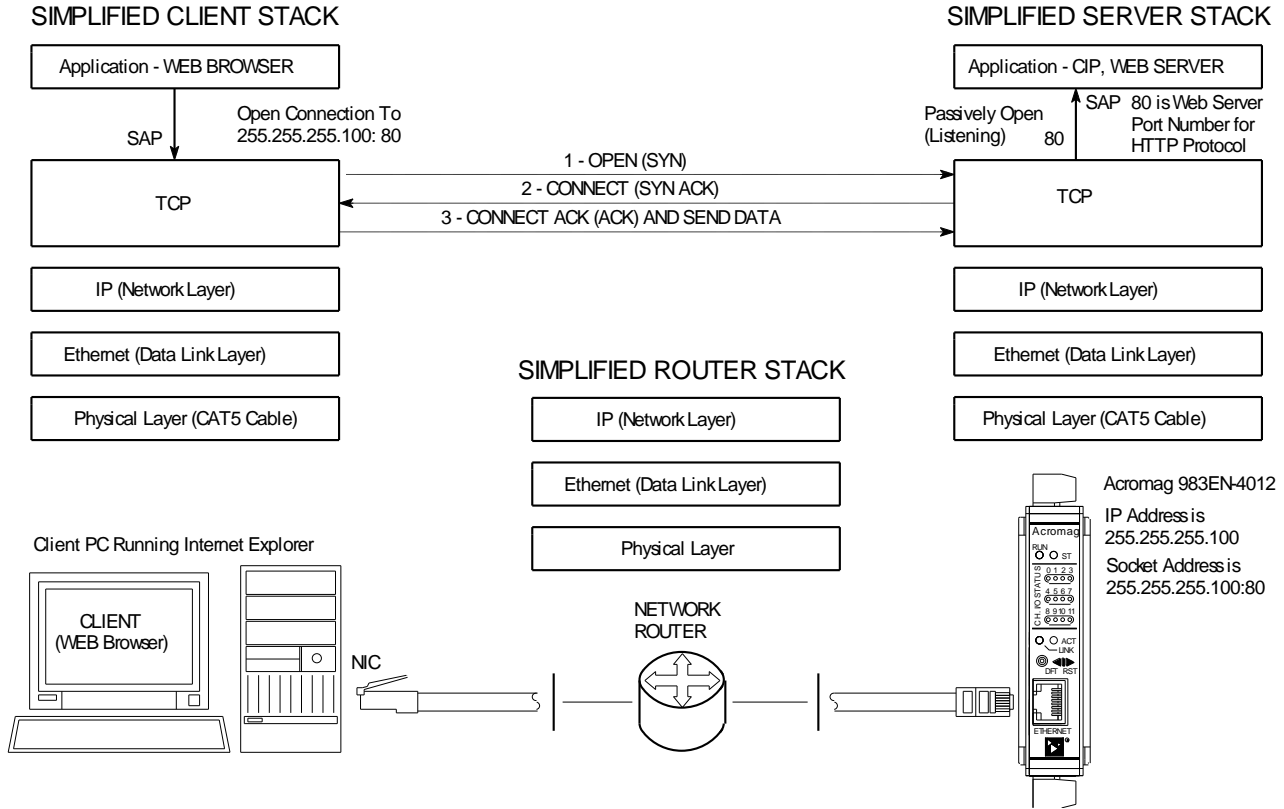 SIMPLIFIED CLIENT STACK
SIMPLIFIED SERVER STACK
Application - WEB BROWSER
Application - CIP, WEB SERVER
SAP
Open Connection To
255.255.255.100: 80
Passively Open
(Listening)
80
SAP
80 is Web Server
Port Number for
HTTP Protocol
TCP
1 - OPEN (SYN)
2 - CONNECT (SYN ACK)
3 - CONNECT ACK (ACK) AND SEND DATA
TCP
IP (Network Layer)
IP (Network Layer)
Ethernet (Data Link Layer)
Ethernet (Data Link Layer)
Physical Layer (CAT5 Cable)
Physical Layer (CAT5 Cable)
SIMPLIFIED ROUTER STACK
IP (Network Layer)
Ethernet (Data Link Layer)
Physical Layer
Client PC Running Internet Explorer
CLIENT
(WEB Browser)
NIC
NETWORK
ROUTER
Acromag 983EN-4012
IP Address is
255.255.255.100
Socket Address is
255.255.255.100:80
Acromag
RUN
ST
CH. I/O STATUS
0 1 2 3
4 5 6 7
8 9 10 11
ACT
LINK
DFT RST
ETHERNET